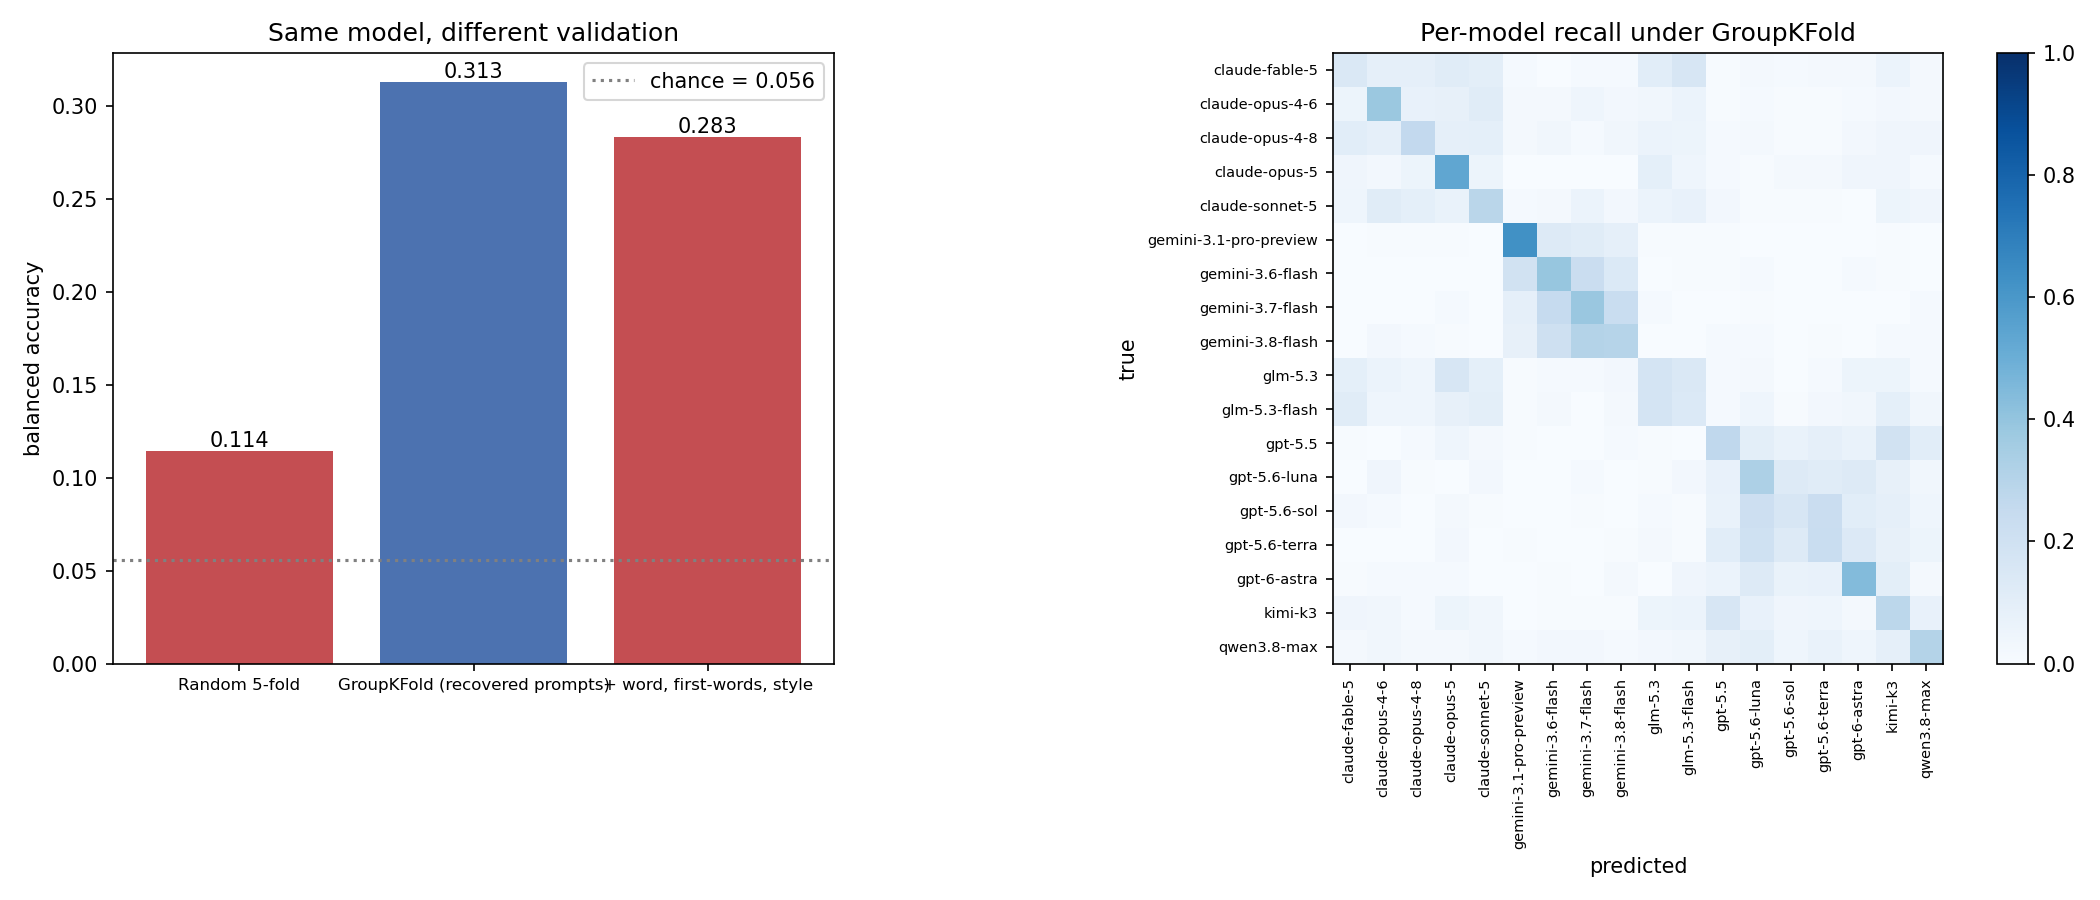 Same model, different validation
balanced accuracy
0.30
0.25
0.20
0.15
0.10
0.05
0.00
0.114
0.313
0.283
chance = 0.056
Random 5-fold
GroupKFold (recovered prompts)
+ word, first-words, style
Per-model recall under GroupKFold
true
claude-fable-5
claude-opus-4-6
claude-opus-4-8
claude-opus-5
claude-sonnet-5
gemini-3.1-pro-preview
gemini-3.6-flash
gemini-3.7-flash
gemini-3.8-flash
glm-5.3
glm-5.3-flash
gpt-5.5
gpt-5.6-luna
gpt-5.6-sol
gpt-5.6-terra
gpt-6-astra
kimi-k3
qwen3.8-max
claude-fable-5
claude-opus-4-6
claude-opus-4-8
claude-opus-5
claude-sonnet-5
gemini-3.1-pro-preview
gemini-3.6-flash
gemini-3.7-flash
gemini-3.8-flash
glm-5.3
glm-5.3-flash
gpt-5.5
gpt-5.6-luna
gpt-5.6-sol
gpt-5.6-terra
gpt-6-astra
kimi-k3
qwen3.8-max
predicted
1.0
0.8
0.6
0.4
0.2
0.0